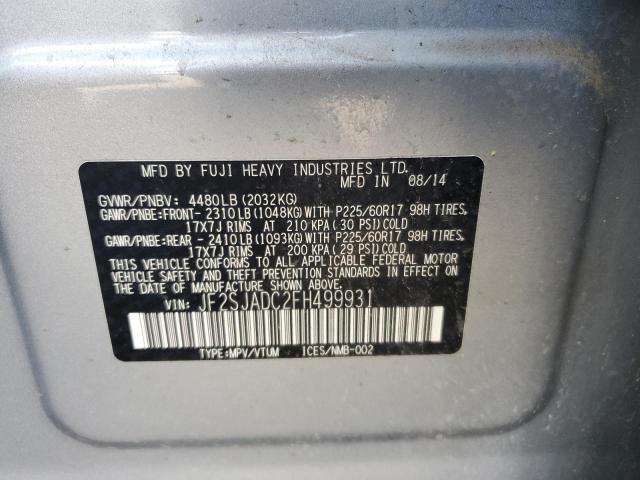 MFD BY FUJI HEAVY INDUSTRIES LTD.
MFD IN 08/14
GVWR/PNBV: 4480LB (2032KG)
GAWR/PNBE:FRONT- 2310LB(1048KG)WITH P225/60R17 98H TIRES,
17X7J RIMS AT 210 KPA (30 PSI)COLD
GAWR/PNBE:REAR - 2410LB(1093KG)WITH P225/60R17 98H TIRES,
17X7J RIMS AT 200 KPA (29 PSI)COLD
THIS VEHICLE CONFORMS TO ALL APPLICABLE FEDERAL MOTOR
VEHICLE SAFETY AND THEFT PREVENTION STANDARDS IN EFFECT ON
THE DATE OF MANUFACTURE SHOWN ABOVE.
VIN: JF2SJADC2FH499931
TYPE:MPV/VTUM ICES/NMB-002